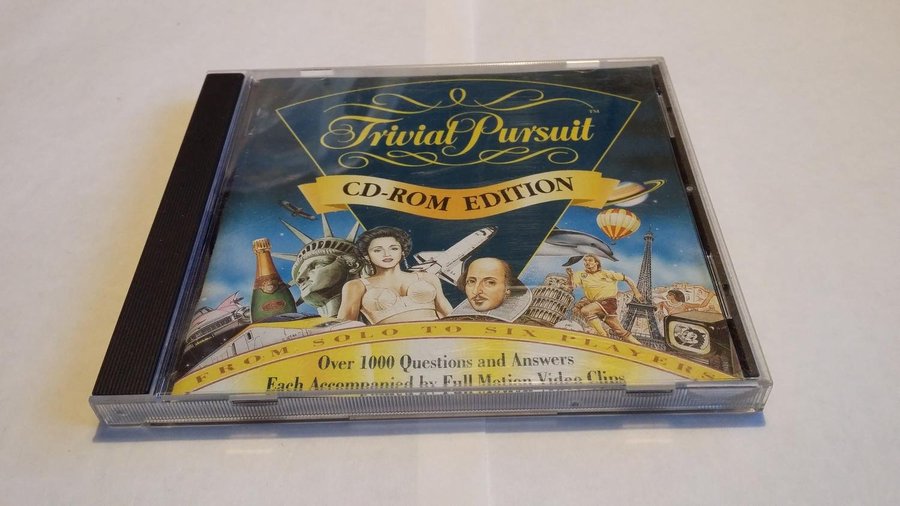 Trivial Pursuit™
CD-ROM EDITION
FROM SOLO TO SIX PLAYERS
Over 1000 Questions and Answers
Each Accompanied by Full Motion Video Clips